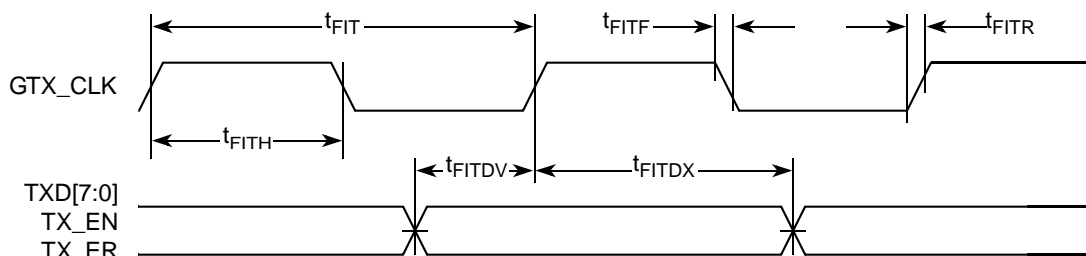 tFIT
tFITF
tFITR
GTX_CLK
tFITH
tFITDV
tFITDX
TXD[7:0]
TX_EN
TX_ER